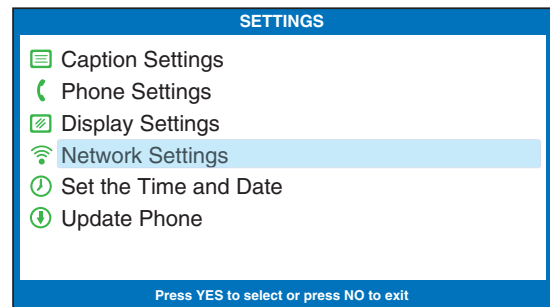 SETTINGS
Caption Settings
Phone Settings
Display Settings
Network Settings
Set the Time and Date
Update Phone
Press YES to select or press NO to exit